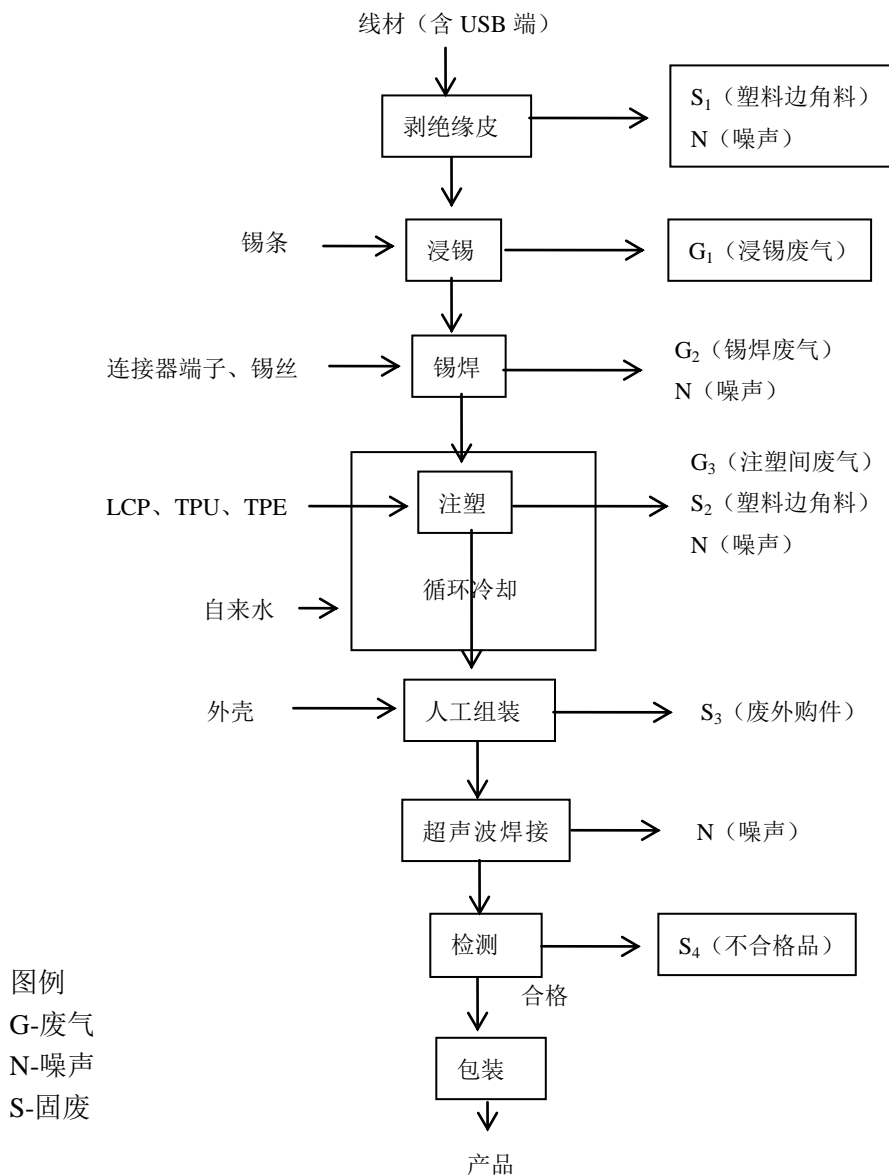 线材（含 USB 端）
剥绝缘皮
S₁（塑料边角料）
N（噪声）
锡条
浸锡
G₁（浸锡废气）
连接器端子、锡丝
锡焊
G₂（锡焊废气）
N（噪声）
LCP、TPU、TPE
注塑
G₃（注塑间废气）
S₂（塑料边角料）
N（噪声）
循环冷却
自来水
外壳
人工组装
S₃（废外购件）
超声波焊接
N（噪声）
检测
S₄（不合格品）
合格
包装
产品
图例
G-废气
N-噪声
S-固废